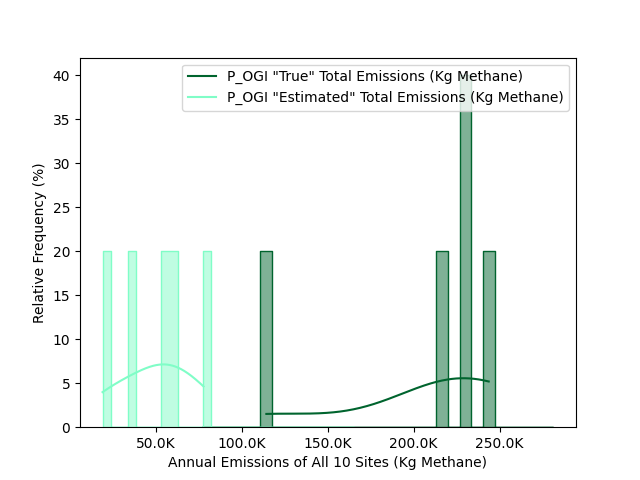 P_OGI "True" Total Emissions (Kg Methane)
P_OGI "Estimated" Total Emissions (Kg Methane)
40
35
30
25
20
15
10
5
0
Relative Frequency (%)
50.0K 100.0K 150.0K 200.0K 250.0K
Annual Emissions of All 10 Sites (Kg Methane)